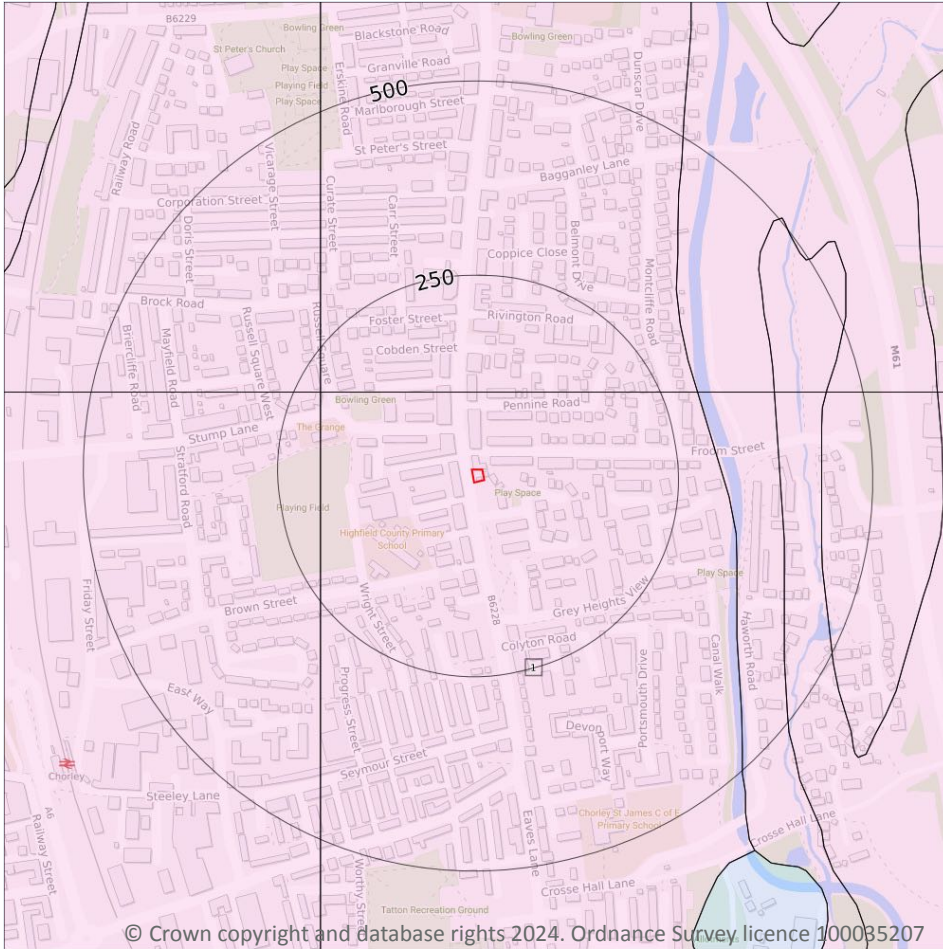 B6229
Bowling Green
Blackstone Road
Bowling Green
St Peter's Church
Granville Road
Play Space
Playing Field
Play Space
Erskine Road
Dunscar Drive
500
Marlborough Street
Railway Road
Vicarage Street
St Peter's Street
Bagganley Lane
Corporation Street
Curate Street
Carr Street
Doris Street
Belmont Drive
Coppice Close
Montcliffe Road
250
Brock Road
Russell Square
Foster Street
Rivington Road
Briercliffe Road
Mayfield Road
Russell Square West
Cobden Street
M61
Bowling Green
Pennine Road
Stump Lane
The Grange
Froom Street
Stratford Road
Play Space
Playing Field
Highfield County Primary
School
Play Space
Friday Street
Brown Street
Wright Street
B6228
Grey Heights View
Colyton Road
Haworth Road
Canal Walk
1
Progress Street
Portsmouth Drive
East Way
Devonport Way
Seymour Street
Chorley
Steeley Lane
A6
Railway Street
Eaves Lane
Chorley St James C of E
Primary School
Crosse Hall Lane
Worthy Street
Crosse Hall Lane
Tatton Recreation Ground
© Crown copyright and database rights 2024. Ordnance Survey licence 100035207